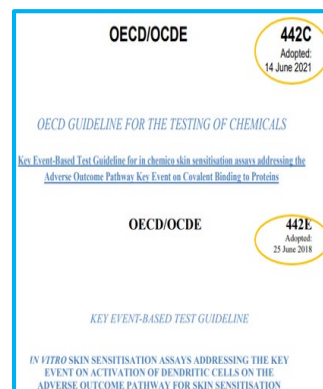 OECD/OCDE 442C
Adopted:
14 June 2021
OECD GUIDELINE FOR THE TESTING OF CHEMICALS
Key Event-Based Test Guideline for in chemico skin sensitisation assays addressing the
Adverse Outcome Pathway Key Event on Covalent Binding to Proteins
OECD/OCDE 442E
Adopted:
25 June 2018
KEY EVENT-BASED TEST GUIDELINE
IN VITRO SKIN SENSITISATION ASSAYS ADDRESSING THE KEY
EVENT ON ACTIVATION OF DENDRITIC CELLS ON THE
ADVERSE OUTCOME PATHWAY FOR SKIN SENSITISATION